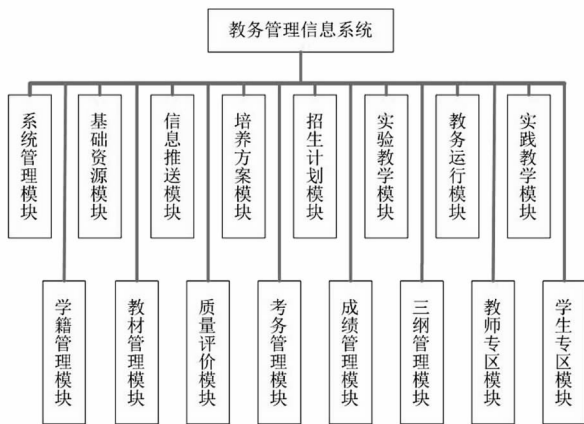 教务管理信息系统
系统管理模块
基础资源模块
信息推送模块
培养方案模块
招生计划模块
实验教学模块
教务运行模块
实践教学模块
学籍管理模块
教材管理模块
质量评价模块
考务管理模块
成绩管理模块
三纲管理模块
教师专区模块
学生专区模块